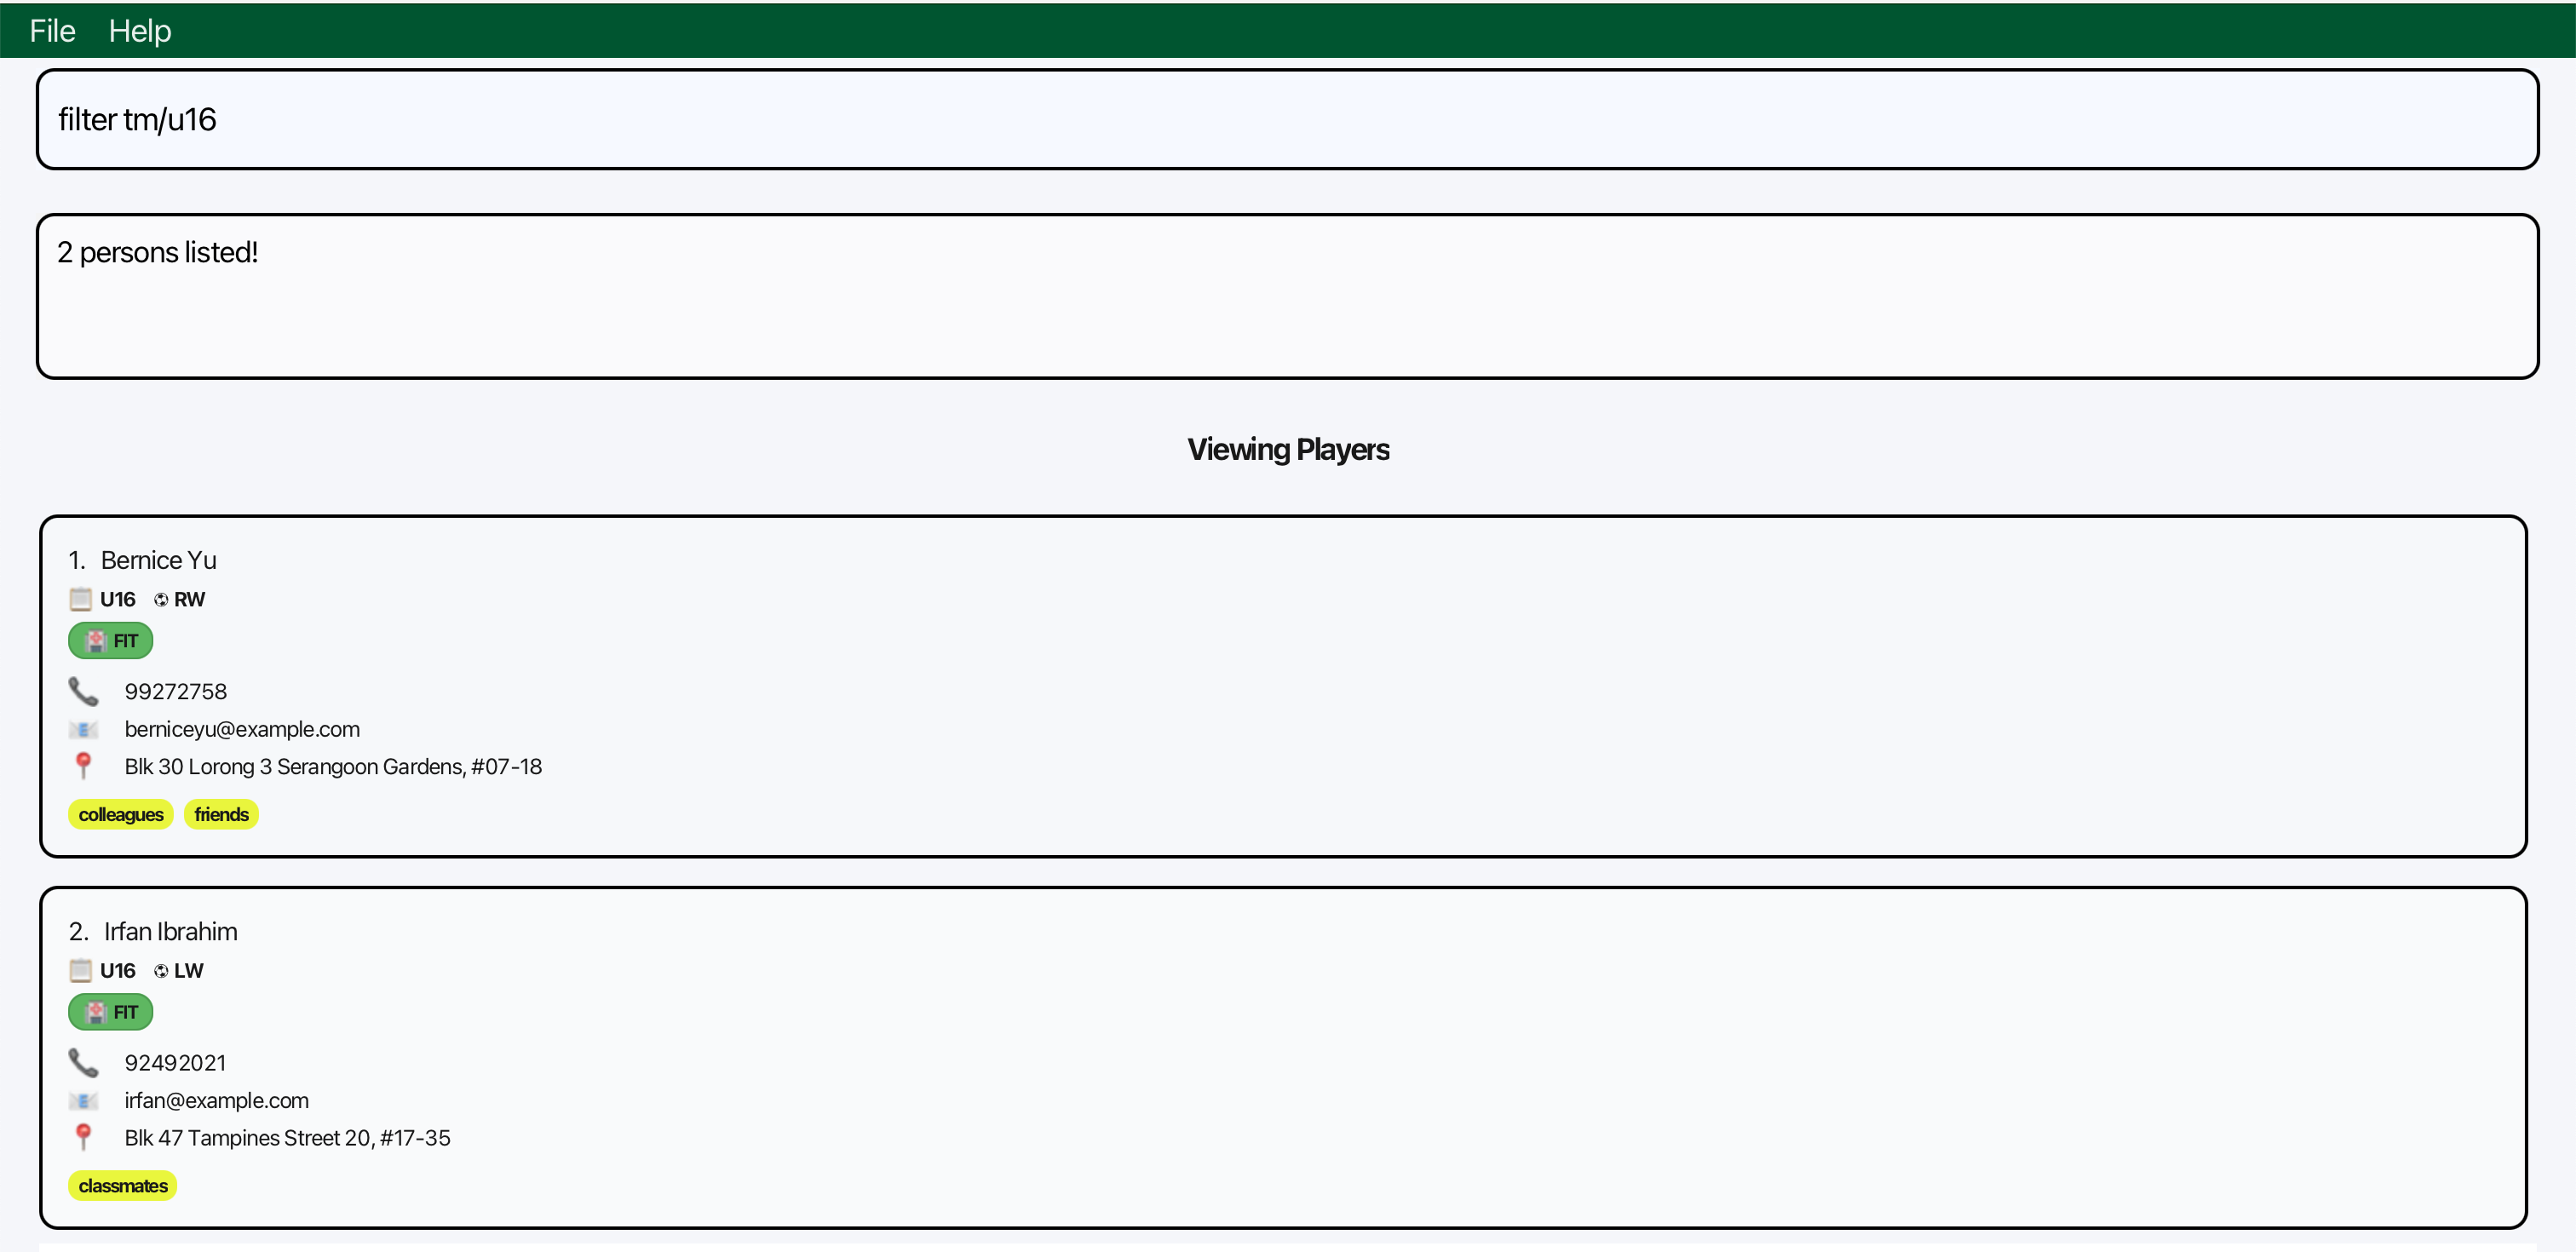 File Help
filter tm/u16
2 persons listed!
Viewing Players
1. Bernice Yu
U16 RW
FIT
99272758
berniceyu@example.com
Blk 30 Lorong 3 Serangoon Gardens, #07-18
colleagues friends
2. Irfan Ibrahim
U16 LW
FIT
92492021
irfan@example.com
Blk 47 Tampines Street 20, #17-35
classmates